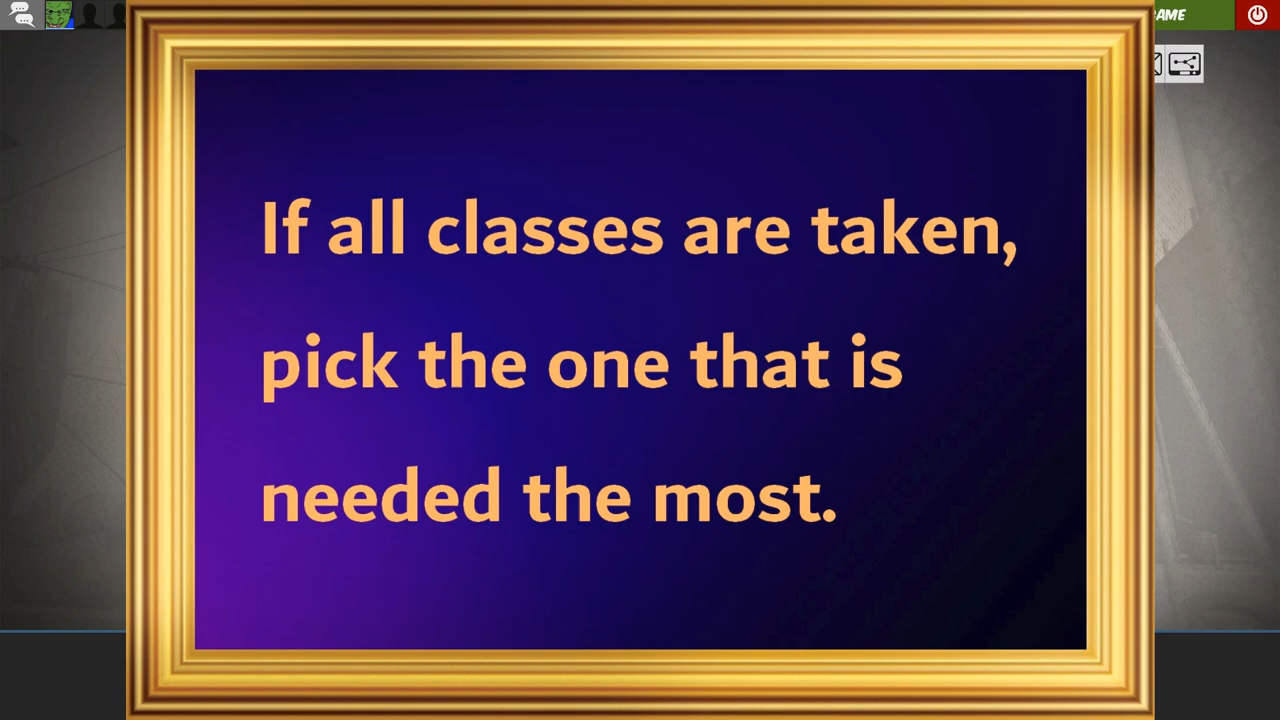 AME
If all classes are taken,
pick the one that is
needed the most.